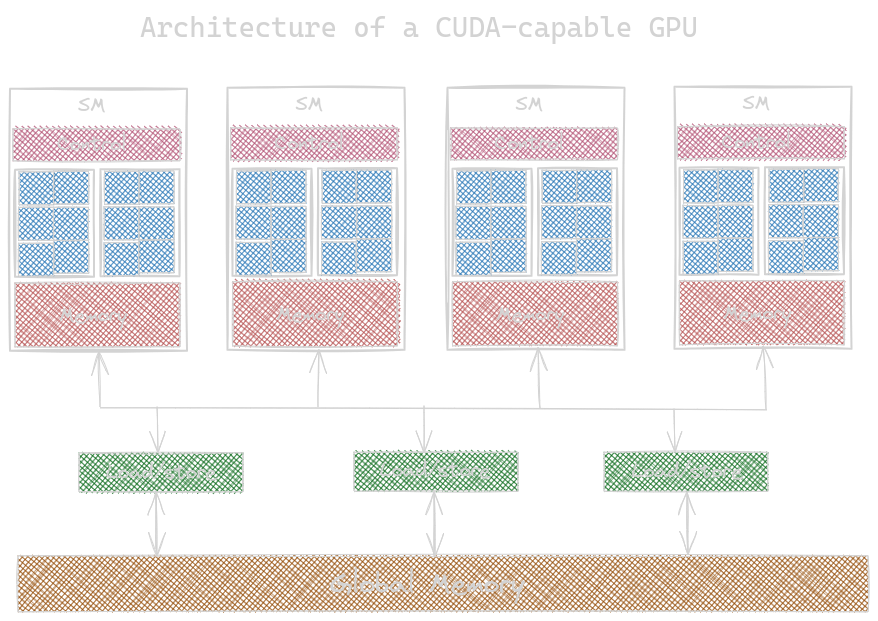 Architecture of a CUDA-capable GPU
SM SM SM SM
Control Control Control Control
Memory Memory Memory Memory
Load/Store Load/Store Load/Store
Global Memory